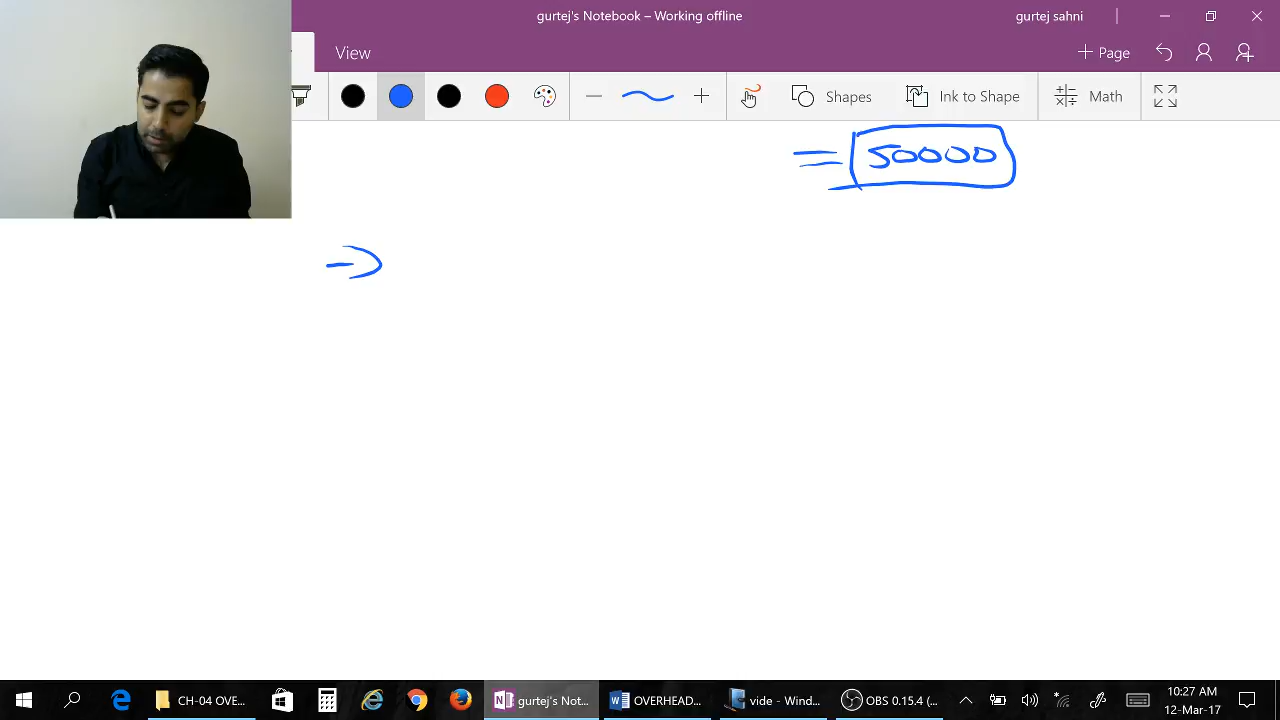 gurtej's Notebook – Working offline
gurtej sahni
View
Page
Shapes
Ink to Shape
Math
= 50000
CH-04 OVE...
gurtej's Not...
OVERHEAD...
vide - Wind...
OBS 0.15.4 (...
10:27 AM
12-Mar-17